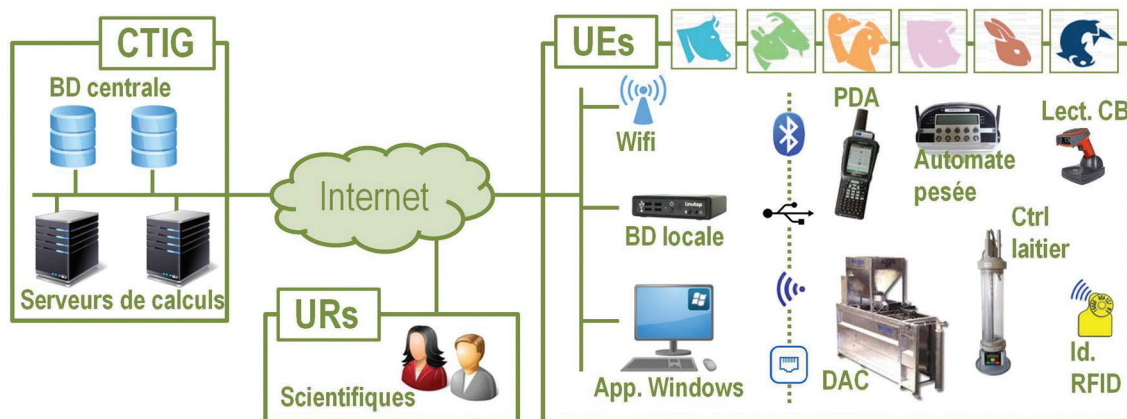 CTIG
BD centrale
Serveurs de calculs
Internet
URs
Scientifiques
UEs
Wifi
BD locale
Linutop
App. Windows
PDA
Automate
pesée
Lect. CB
Ctrl
laitier
DAC
Id.
RFID